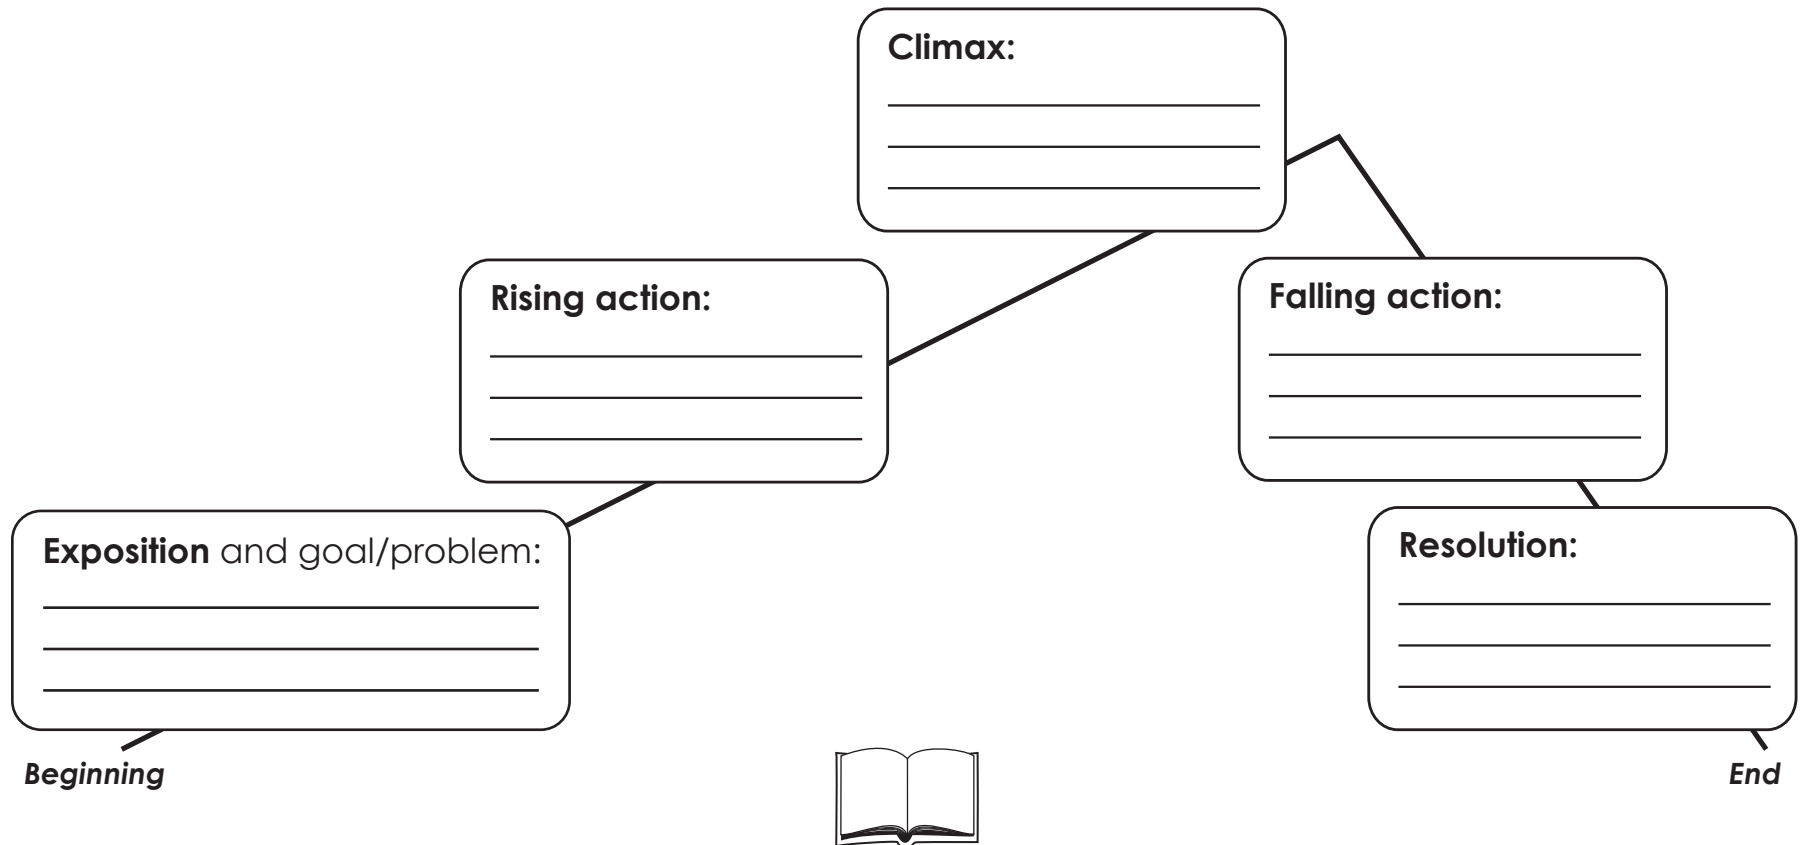 Climax:
Rising action:
Falling action:
Exposition and goal/problem:
Resolution:
Beginning
End